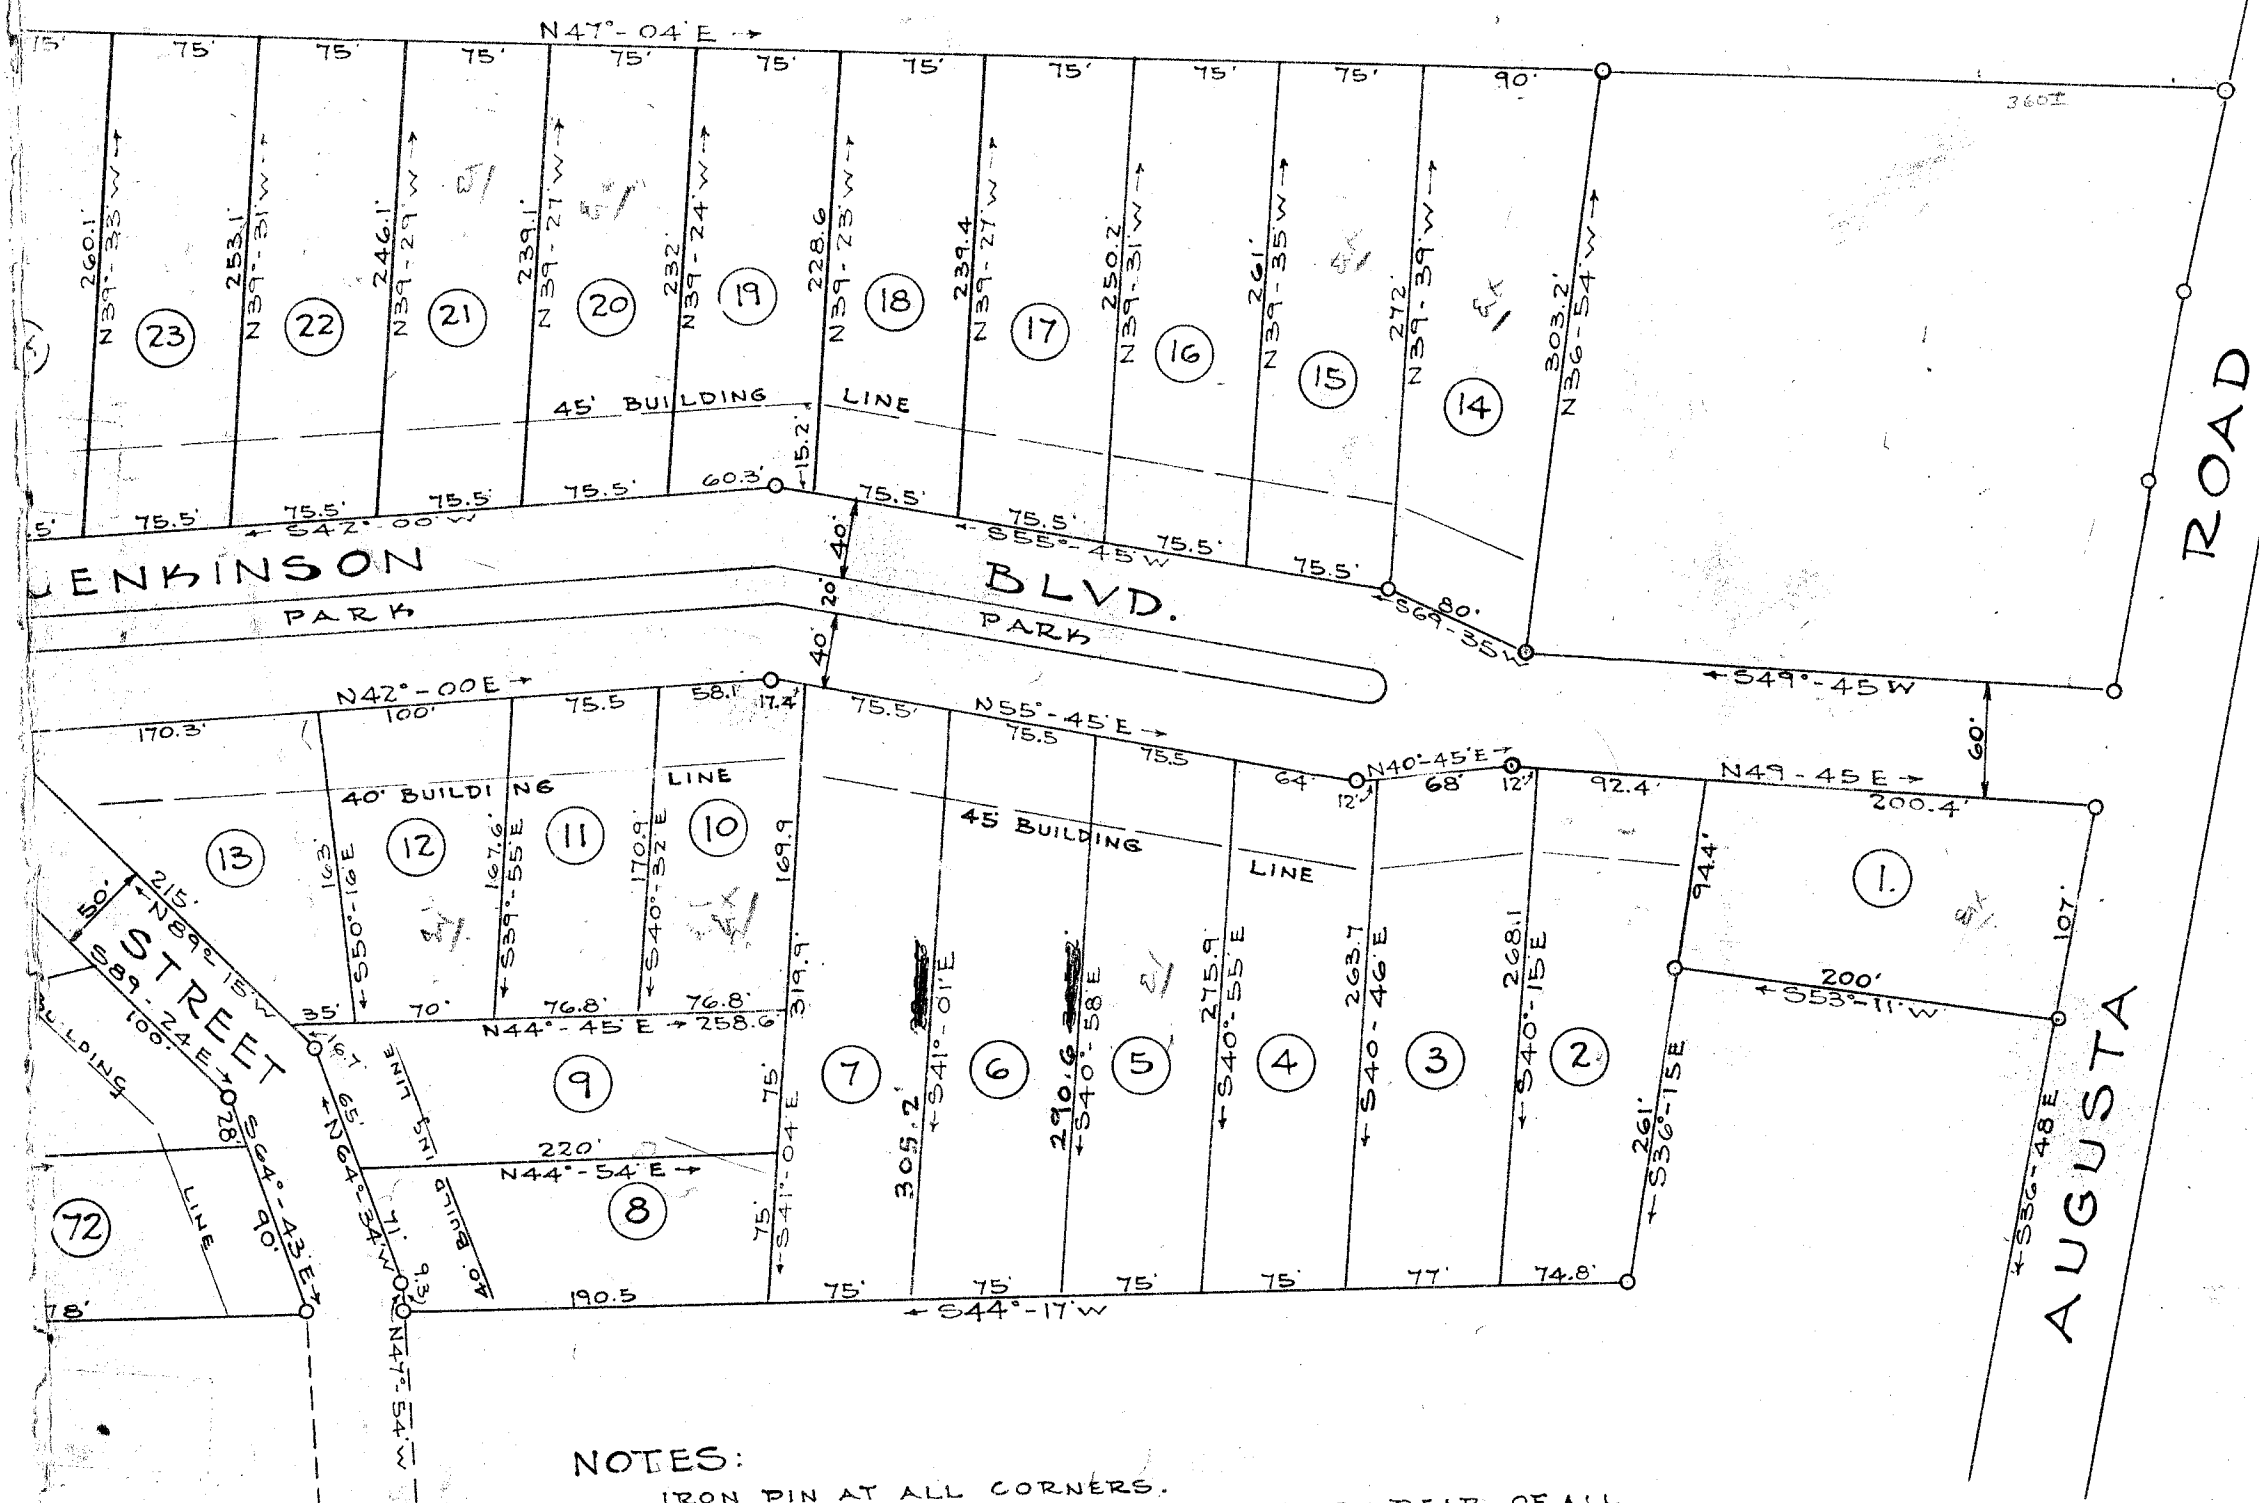 N47°-04'E →
15' 75' 75' 75' 75' 75' 75' 75' 75' 75' 90'
360±
260.1'
N39°-33'W →
253.1'
N39°-31'W →
246.1'
N39-29'W →
239.1'
N39-27'W →
232'
N39-24'W →
228.6
N39-23'W →
239.4
N39-27'W →
250.2'
N39-31'W →
261'
N39-35'W →
272'
N39-39'W →
303.2'
N36-54'W →
23 22 21 20 19 18 17 16 15 14
45' BUILDING LINE
15.2'
.5' 75.5' 75.5' 75.5' 75.5' 60.3' 75.5' 75.5' 75.5' 75.5'
← S42°-00'W
← S55°-45'W
80'
← S69-35'W
← S49°-45'W
JENKINSON BLVD.
PARK
PARK
40'
20'
40'
60'
ROAD
AUGUSTA
N42°-00'E →
170.3' 100' 75.5 58.1' 17.4' 75.5' 75.5 75.5 64'
N55°-45'E →
N40°-45'E →
12' 68' 12' 92.4'
N49-45'E →
200.4'
40' BUILDING LINE
45' BUILDING LINE
13 12 11 10
163'
← S50°-16'E
167.6'
← S39°-55'E
170.9'
← S40°-32'E
169.9
319.9'
94.4'
1.
107'
200'
← S53°-11'W
50'
215'
← N89°-15'W
STREET
S89-24'E →
100'
35' 70' 76.8' 76.8'
N44°-45'E → 258.6'
16.7
65'
← N64°-34'W
71'
9.3'
28'
S64°-43'E →
90'
9
75'
220'
N44°-54'E →
8
75'
← S41°-04'E
40' BUILDING LINE
7
305.2'
← S41°-01'E
6
290.6
← S40°-58'E
5
275.9
← S40°-55'E
4
263.7
← S40-46'E
3
268.1
← S40°-15'E
2
261'
← S36°-15'E
← S36-48'E
LDING
LINE
72
78'
190.5 75' 75' 75' 75' 77' 74.8'
← S44°-17'W
N47°-54'W
NOTES:
IRON PIN AT ALL CORNERS.
REAR OF ALL